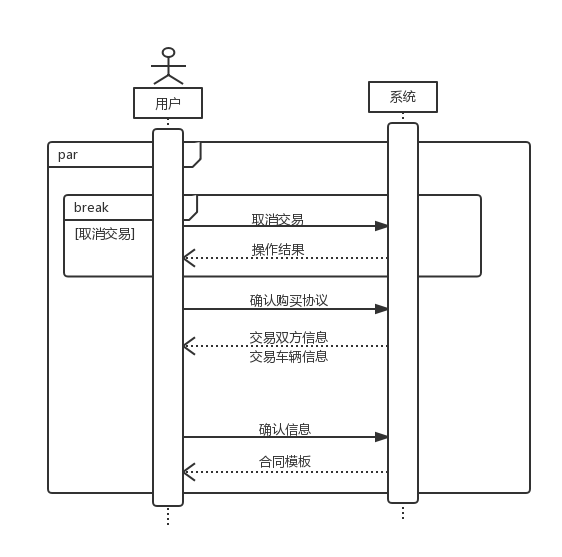 用户
系统
par
break
[取消交易]
取消交易
操作结果
确认购买协议
交易双方信息
交易车辆信息
确认信息
合同模板